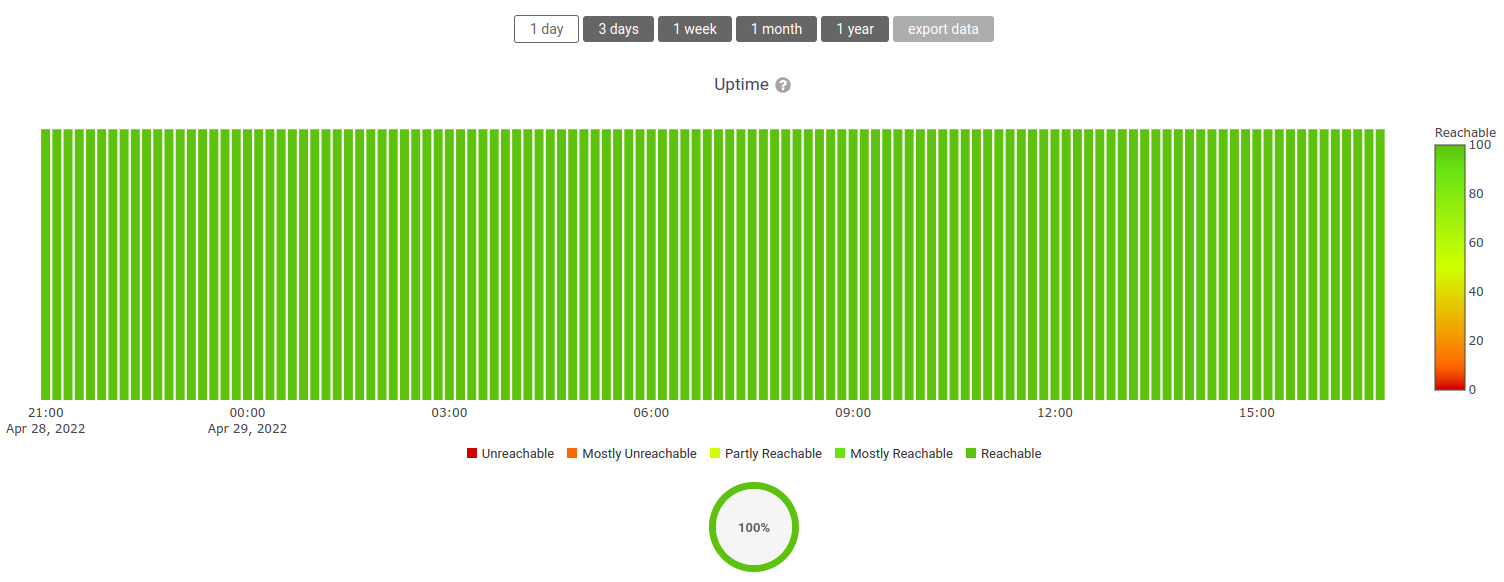 1 day 3 days 1 week 1 month 1 year export data
Uptime ?
Reachable
100
80
60
40
20
0
21:00 00:00 03:00 06:00 09:00 12:00 15:00
Apr 28, 2022 Apr 29, 2022
Unreachable Mostly Unreachable Partly Reachable Mostly Reachable Reachable
100%